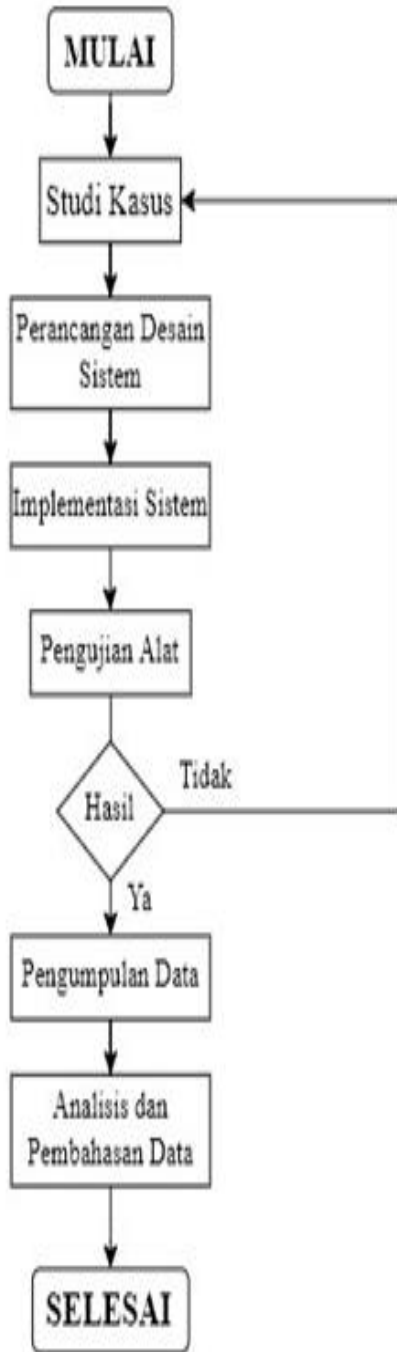 MULAI
Studi Kasus
Perancangan Desain
Sistem
Implementasi Sistem
Pengujian Alat
Tidak
Hasil
Ya
Pengumpulan Data
Analisis dan
Pembahasan Data
SELESAI